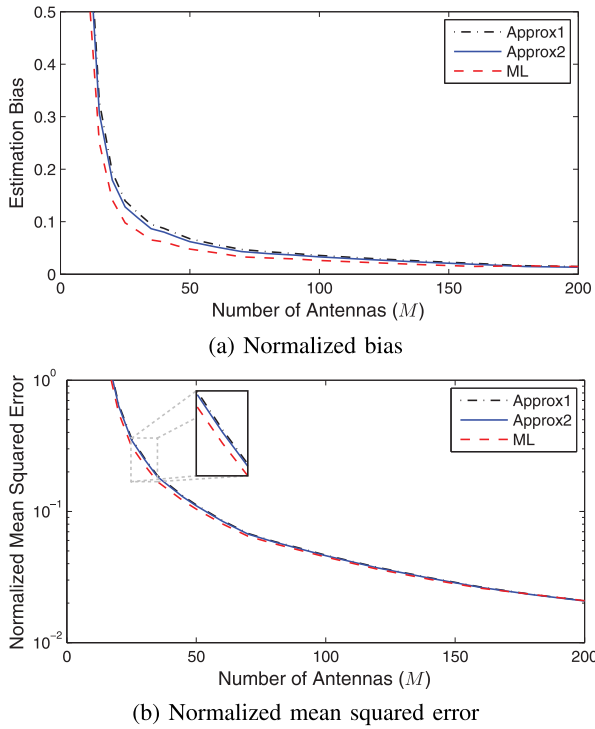 0.5
0.4
0.3
0.2
0.1
0
Estimation Bias
Approx1
Approx2
ML
0 50 100 150 200
Number of Antennas (M)
(a) Normalized bias
10⁰
10⁻¹
10⁻²
Normalized Mean Squared Error
Approx1
Approx2
ML
0 50 100 150 200
Number of Antennas (M)
(b) Normalized mean squared error